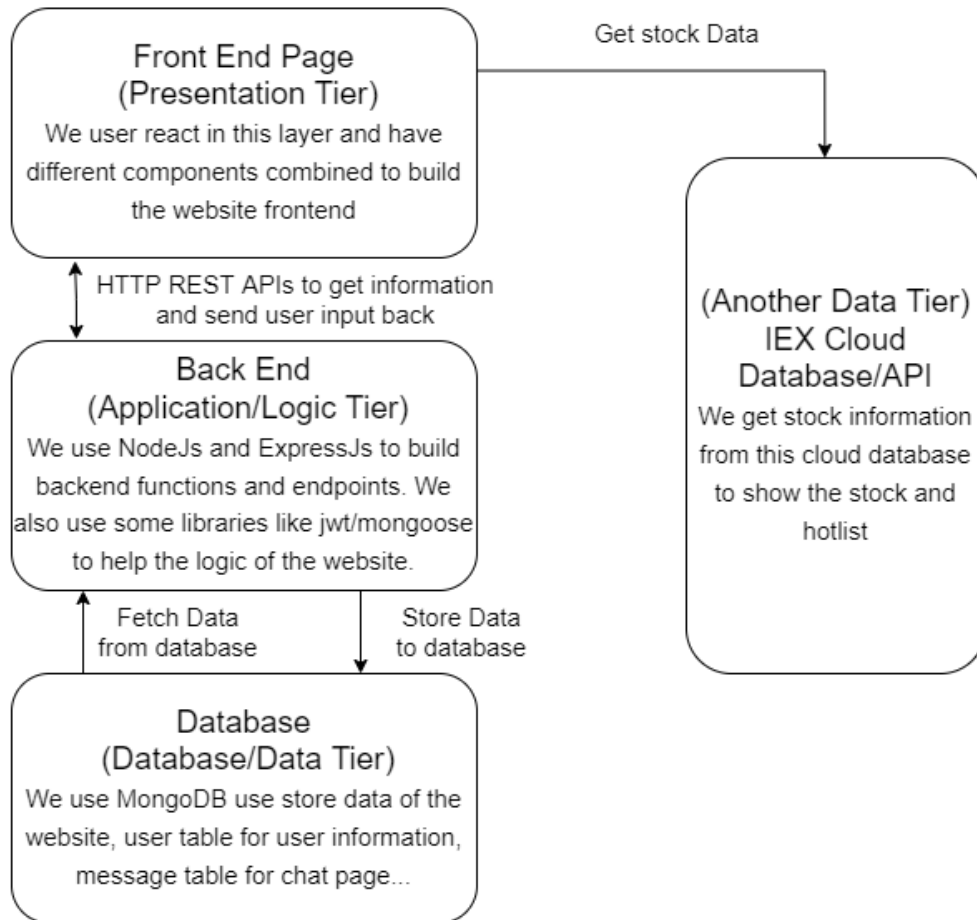 Front End Page
(Presentation Tier)
We user react in this layer and have
different components combined to build
the website frontend
Get stock Data
HTTP REST APIs to get information
and send user input back
Back End
(Application/Logic Tier)
We use NodeJs and ExpressJs to build
backend functions and endpoints. We
also use some libraries like jwt/mongoose
to help the logic of the website.
(Another Data Tier)
IEX Cloud
Database/API
We get stock information
from this cloud database
to show the stock and
hotlist
Fetch Data
from database
Store Data
to database
Database
(Database/Data Tier)
We use MongoDB use store data of the
website, user table for user information,
message table for chat page...